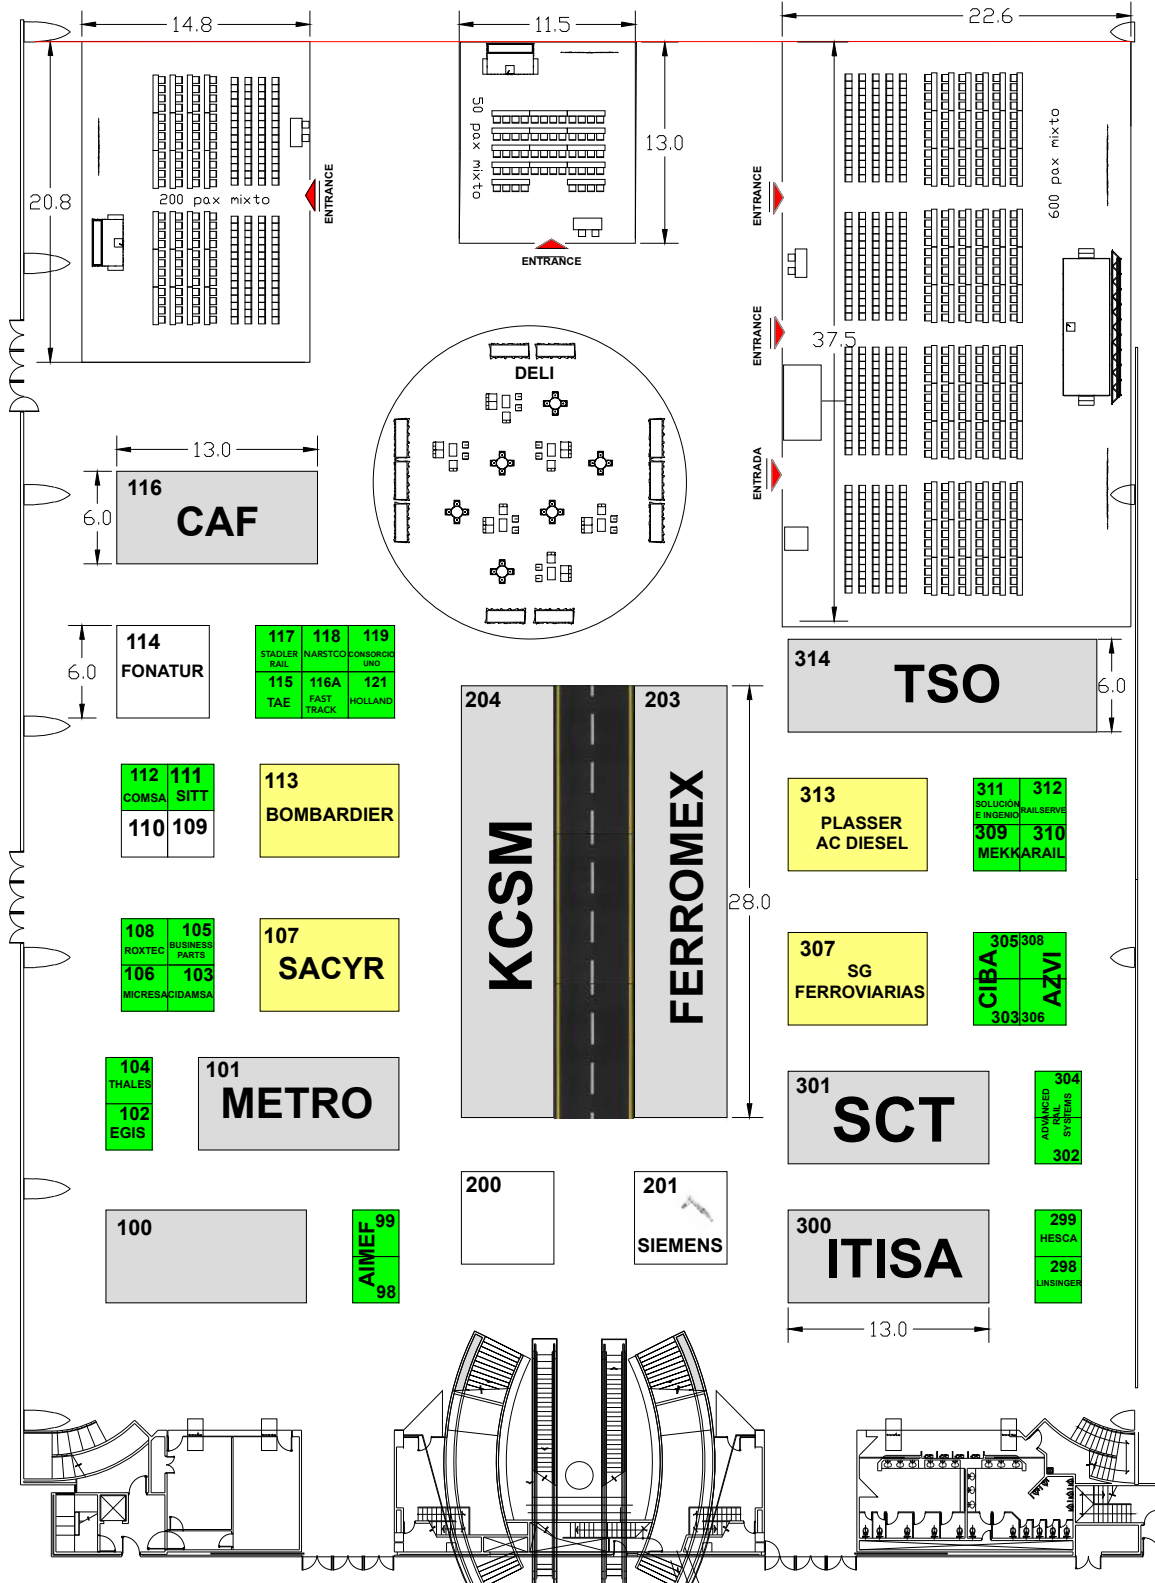 14.8
11.5
22.6
20.8
200 pax mixto
ENTRANCE
50 pax mixto
13.0
ENTRANCE
600 pax mixto
ENTRANCE
ENTRANCE
37.5
ENTRADA
DELI
13.0
6.0
116
CAF
6.0
114
FONATUR
117
STADLER
RAIL
118
NARSTCO
119
CONSORCIO
UNO
115
TAE
116A
FAST
TRACK
121
HOLLAND
204
KCSM
203
FERROMEX
28.0
314
TSO
6.0
112
COMSA
111
SITT
110
109
113
BOMBARDIER
313
PLASSER
AC DIESEL
311
SOLUCIÓN
E INGENIO
312
RAILSERVE
309
310
MEKKARAIL
108
ROXTEC
105
BUSINESS
PARTS
106
MICRESA
103
CIDAMSA
107
SACYR
307
SG
FERROVIARIAS
305
308
CIBA
AZVI
303
306
104
THALES
102
EGIS
101
METRO
301
SCT
304
ADVANCED
RAIL
SYSTEMS
302
100
99
AIMEF
98
200
201
SIEMENS
300
ITISA
299
HESCA
298
LINSINGER
13.0